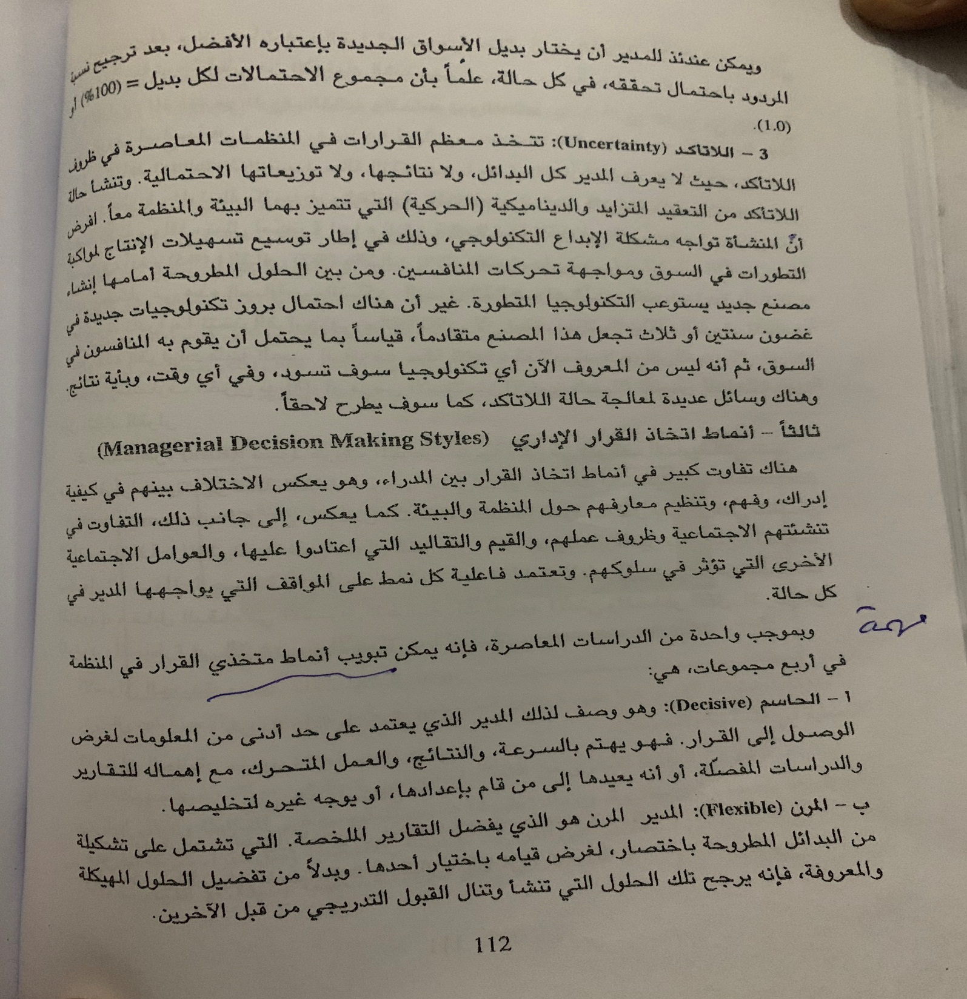 ويمكن عندئذ للمدير أن يختار بديل الأسواق الجديدة بإعتباره الأفضل، بعد ترجيح نسبة
المردود باحتمال تحققه، في كل حالة، علماً بأن مجموع الاحتمالات لكل بديل = (100%) أو
(1.0).
3 – اللاتأكد (Uncertainty): تتخذ معظم القرارات في المنظمات المعاصرة في ظروف
اللاتأكد، حيث لا يعرف المدير كل البدائل، ولا نتائجها، ولا توزيعاتها الاحتمالية. وتنشأ حالة
اللاتأكد من التعقيد المتزايد والديناميكية (الحركية) التي تتميز بهما البيئة والمنظمة معاً. افرض
أنّ المنشأة تواجه مشكلة الإبداع التكنولوجي، وذلك في إطار توسيع تسهيلات الإنتاج لمواكبة
التطورات في السوق ومواجهة تحركات المنافسين. ومن بين الحلول المطروحة أمامها إنشاء
مصنع جديد يستوعب التكنولوجيا المتطورة. غير أن هناك احتمال بروز تكنولوجيات جديدة في
غضون سنتين أو ثلاث تجعل هذا المصنع متقادماً، قياساً بما يحتمل أن يقوم به المنافسون في
السوق، ثم أنه ليس من المعروف الآن أي تكنولوجيا سوف تسود، وفي أي وقت، وبأية نتائج.
وهناك وسائل عديدة لمعالجة حالة اللاتأكد، كما سوف يطرح لاحقاً.
ثالثاً – أنماط اتخاذ القرار الإداري (Managerial Decision Making Styles)
هناك تفاوت كبير في أنماط اتخاذ القرار بين المدراء، وهو يعكس الاختلاف بينهم في كيفية
إدراك، وفهم، وتنظيم معارفهم حول المنظمة والبيئة. كما يعكس، إلى جانب ذلك، التفاوت في
تنشئتهم الاجتماعية وظروف عملهم، والقيم والتقاليد التي اعتادوا عليها، والعوامل الاجتماعية
الأخرى التي تؤثر في سلوكهم. وتعتمد فاعلية كل نمط على المواقف التي يواجهها المدير في
كل حالة.
مهمة
وبموجب واحدة من الدراسات المعاصرة، فإنه يمكن تبويب أنماط متخذي القرار في المنظمة
في أربع مجموعات، هي:
أ – الحاسم (Decisive): وهو وصف لذلك المدير الذي يعتمد على حد أدنى من المعلومات لغرض
الوصول إلى القرار. فهو يهتم بالسرعة، والنتائج، والعمل المتحرك، مع إهماله للتقارير
والدراسات المفصّلة، أو أنه يعيدها إلى من قام بإعدادها، أو يوجه غيره لتخليصها.
ب – المرن (Flexible): المدير المرن هو الذي يفضل التقارير الملخصة. التي تشتمل على تشكيلة
من البدائل المطروحة باختصار، لغرض قيامه باختيار أحدها. وبدلاً من تفضيل الحلول المهيكلة
والمعروفة، فإنه يرجح تلك الحلول التي تنشأ وتنال القبول التدريجي من قبل الآخرين.
112